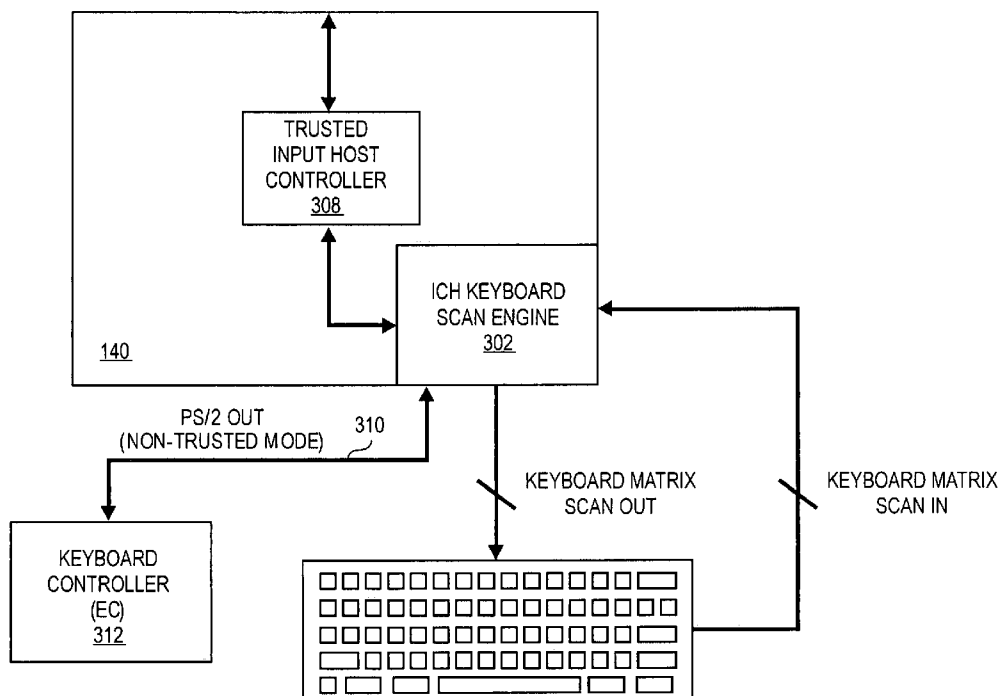 TRUSTED
INPUT HOST
CONTROLLER
308
ICH KEYBOARD
SCAN ENGINE
302
140
PS/2 OUT
(NON-TRUSTED MODE)
310
KEYBOARD MATRIX
SCAN OUT
KEYBOARD MATRIX
SCAN IN
KEYBOARD
CONTROLLER
(EC)
312